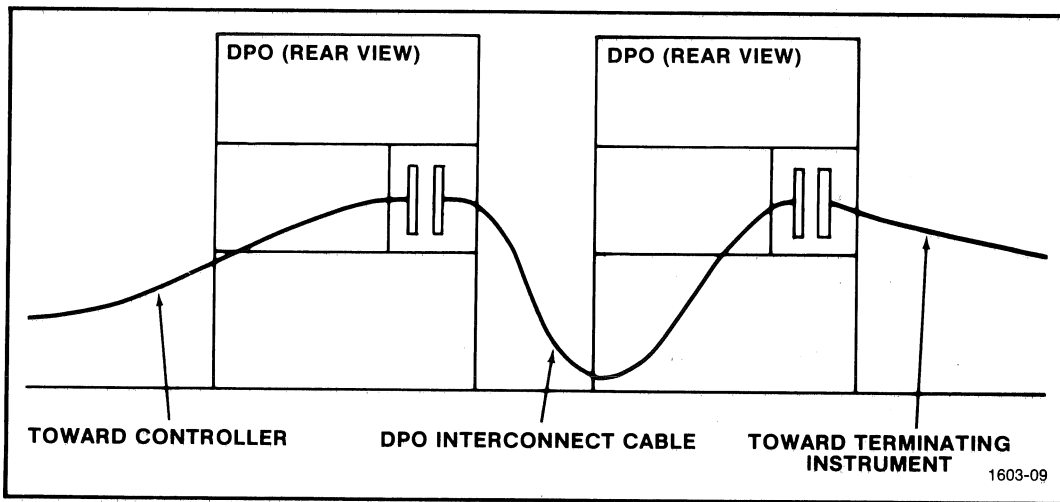 DPO (REAR VIEW)
DPO (REAR VIEW)
TOWARD CONTROLLER
DPO INTERCONNECT CABLE
TOWARD TERMINATING
INSTRUMENT
1603-09